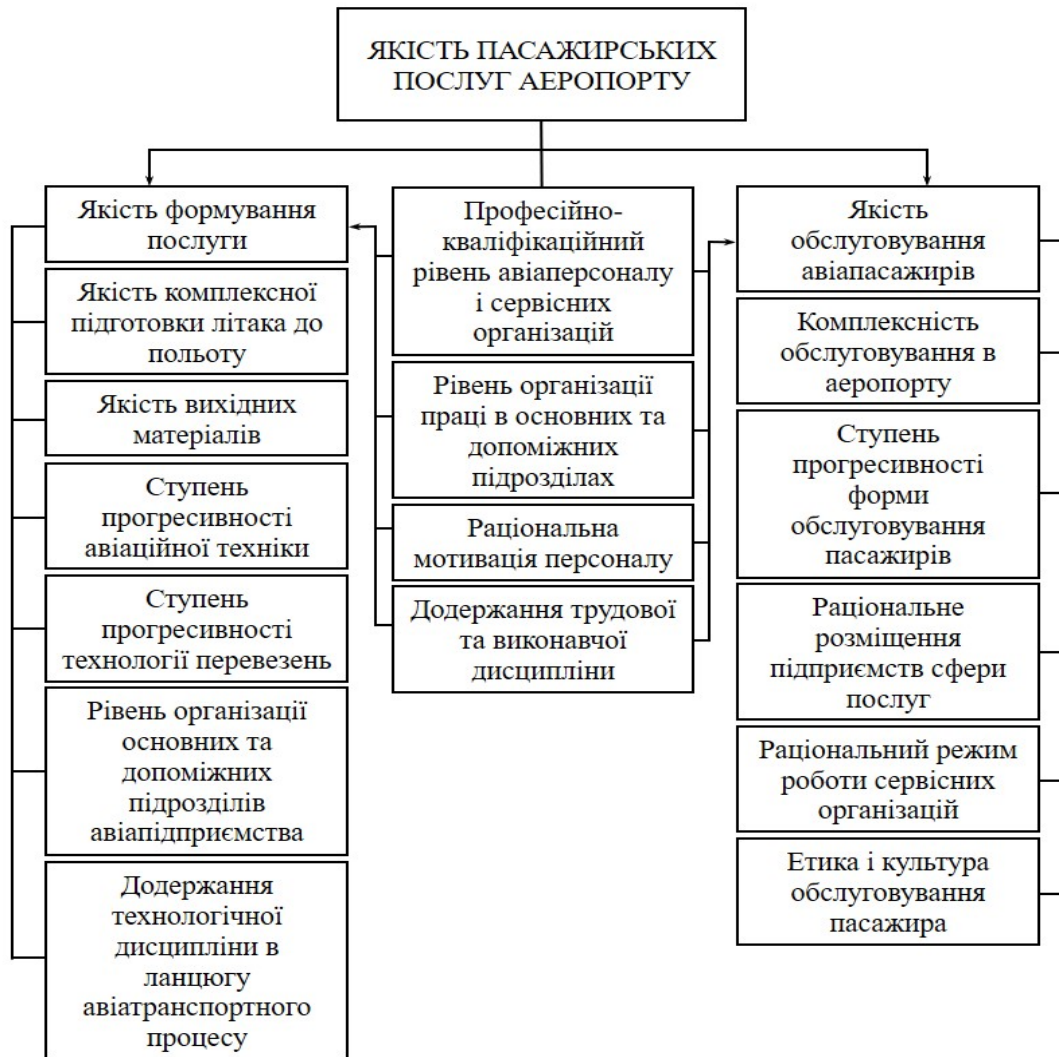 ЯКІСТЬ ПАСАЖИРСЬКИХ
ПОСЛУГ АЕРОПОРТУ
Якість формування
послуги
Якість комплексної
підготовки літака до
польоту
Якість вихідних
матеріалів
Ступень
прогресивності
авіаційної техніки
Ступень
прогресивності
технології перевезень
Рівень організації
основних та
допоміжних
підрозділів
авіапідприємства
Додержання
технологічної
дисципліни в
ланцюгу
авіатранспортного
процесу
Професійно-
кваліфікаційний
рівень авіаперсоналу
і сервісних
організацій
Рівень організації
праці в основних та
допоміжних
підрозділах
Раціональна
мотивація персоналу
Додержання трудової
та виконавчої
дисципліни
Якість
обслуговування
авіапасажирів
Комплексність
обслуговування в
аеропорту
Ступень
прогресивності
форми
обслуговування
пасажирів
Раціональне
розміщення
підприємств сфери
послуг
Раціональний режим
роботи сервісних
організацій
Етика і культура
обслуговування
пасажира